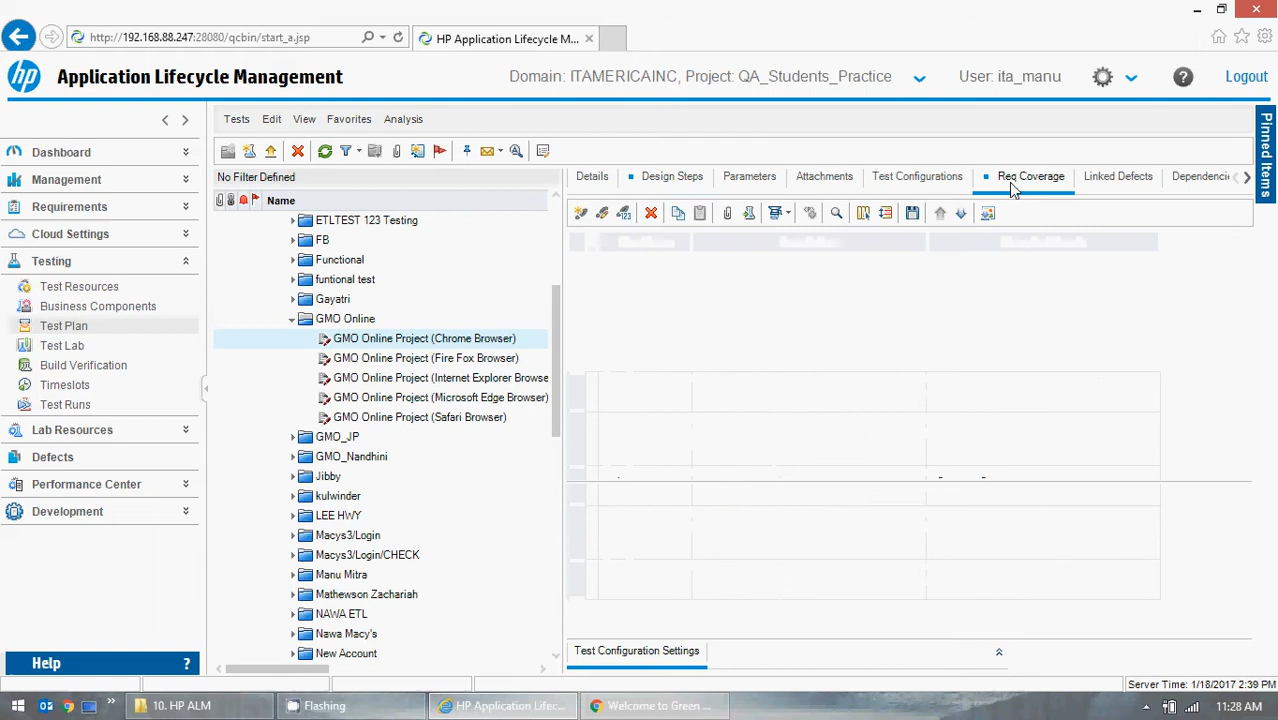 http://192.168.88.247:28080/qcbin/start_a.jsp
HP Application Lifecycle M...
hp
Application Lifecycle Management
Domain: ITAMERICAINC, Project: QA_Students_Practice
User: ita_manu
?
Logout
Pinned Items
Dashboard
Management
Requirements
Cloud Settings
Testing
Test Resources
Business Components
Test Plan
Test Lab
Build Verification
Timeslots
Test Runs
Lab Resources
Defects
Performance Center
Development
Help ?
Tests Edit View Favorites Analysis
No Filter Defined
Name
ETLTEST 123 Testing
FB
Functional
funtional test
Gayatri
GMO Online
GMO Online Project (Chrome Browser)
GMO Online Project (Fire Fox Browser)
GMO Online Project (Internet Explorer Browse
GMO Online Project (Microsoft Edge Browser)
GMO Online Project (Safari Browser)
GMO_JP
GMO_Nandhini
Jibby
kulwinder
LEE HWY
Macys3/Login
Macys3/Login/CHECK
Manu Mitra
Mathewson Zachariah
NAWA ETL
Nawa Macy's
New Account
Details Design Steps Parameters Attachments Test Configurations Req Coverage Linked Defects Dependencie
Test Configuration Settings
Server Time: 1/18/2017 2:39 PM
10. HP ALM
Flashing
HP Application Lifec...
Welcome to Green ...
11:28 AM